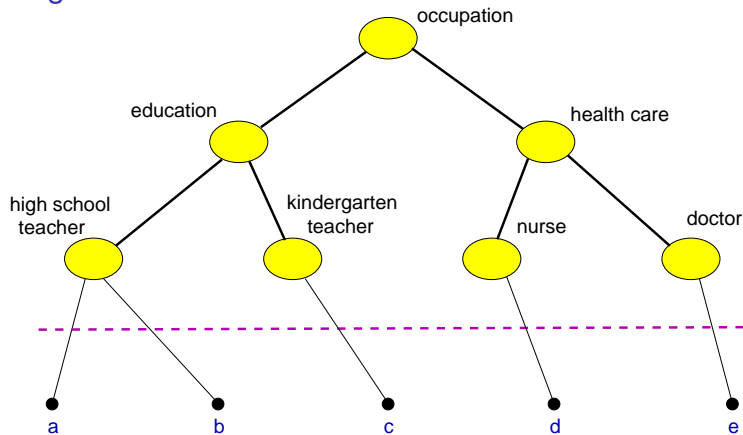 occupation
education
health care
high school
teacher
kindergarten
teacher
nurse
doctor
a
b
c
d
e